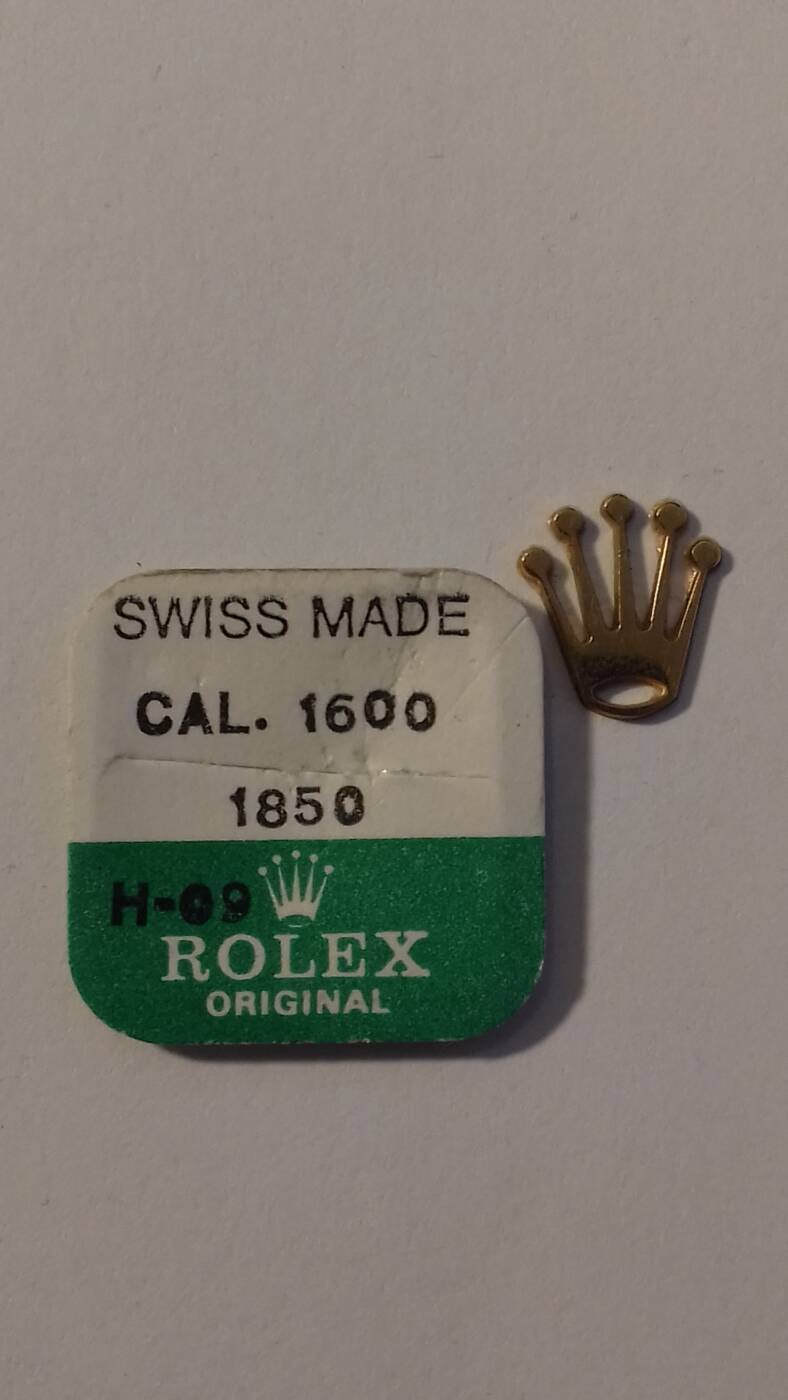 SWISS MADE
CAL. 1600
1850
H-09
ROLEX
ORIGINAL